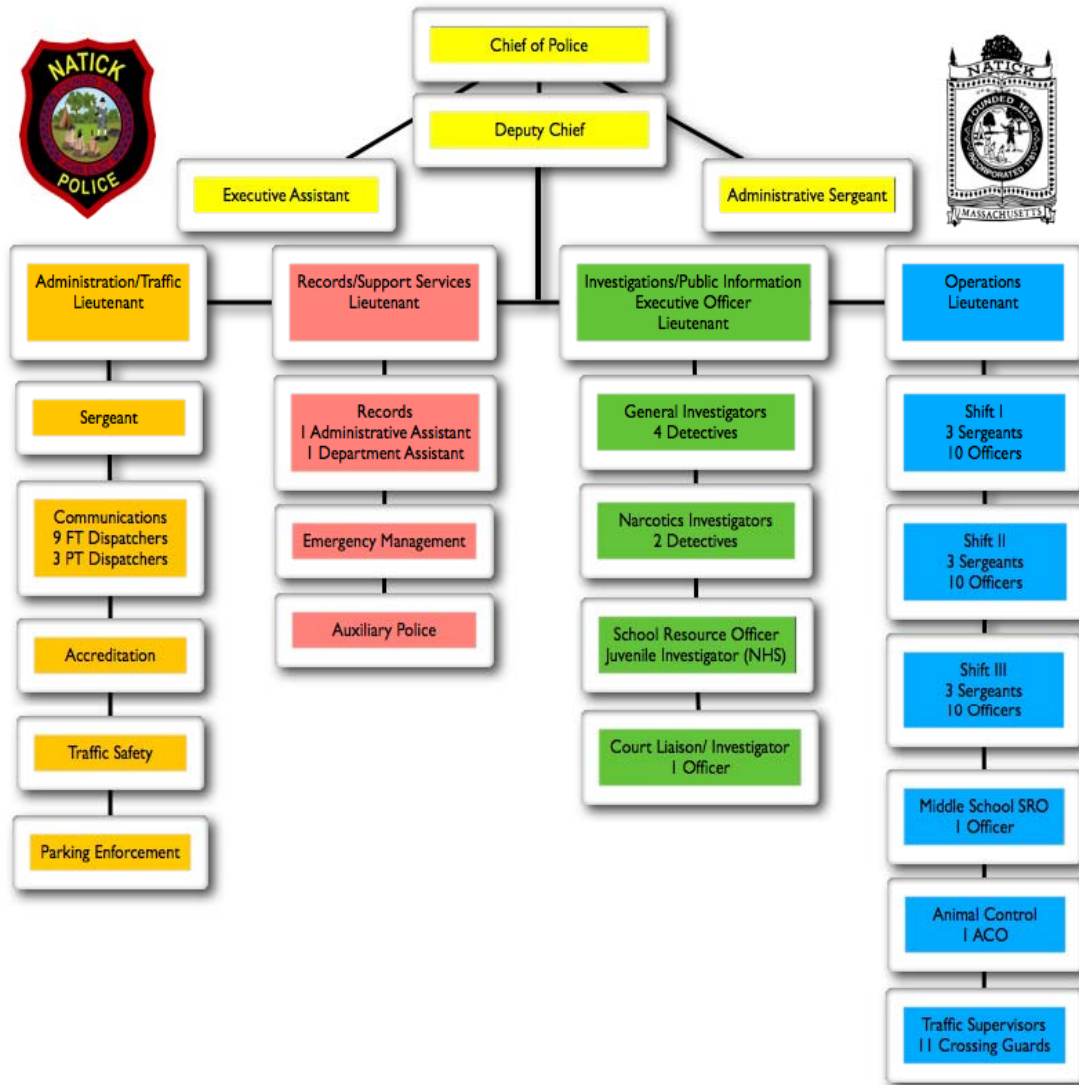 Chief of Police
NATICK
POLICE
NATICK
FOUNDED 1651
INCORPORATED 1781
MASSACHUSETTS
Deputy Chief
Executive Assistant
Administrative Sergeant
Administration/Traffic
Lieutenant
Sergeant
Communications
9 FT Dispatchers
3 PT Dispatchers
Accreditation
Traffic Safety
Parking Enforcement
Records/Support Services
Lieutenant
Records
1 Administrative Assistant
1 Department Assistant
Emergency Management
Auxiliary Police
Investigations/Public Information
Executive Officer
Lieutenant
General Investigators
4 Detectives
Narcotics Investigators
2 Detectives
School Resource Officer
Juvenile Investigator (NHS)
Court Liaison/ Investigator
1 Officer
Operations
Lieutenant
Shift I
3 Sergeants
10 Officers
Shift II
3 Sergeants
10 Officers
Shift III
3 Sergeants
10 Officers
Middle School SRO
1 Officer
Animal Control
1 ACO
Traffic Supervisors
11 Crossing Guards